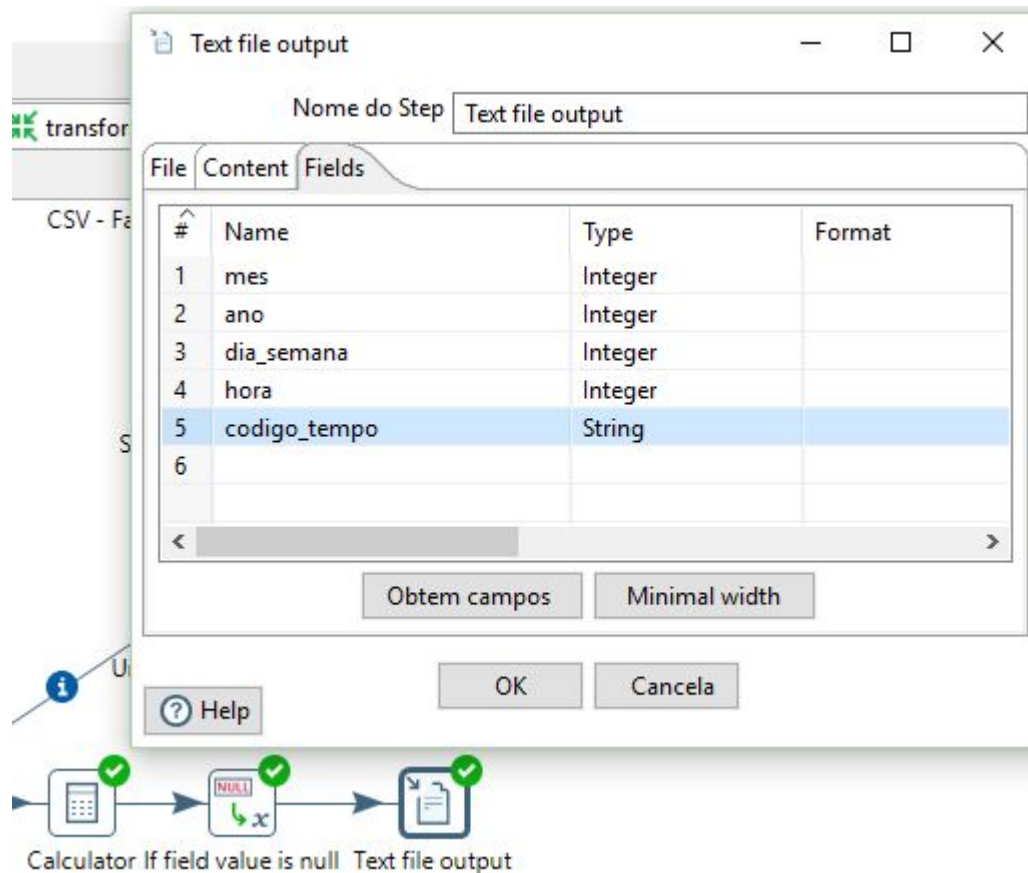 Text file output
Nome do Step Text file output
transfor
File Content Fields
CSV - Fa
# Name Type Format
1 mes Integer
2 ano Integer
3 dia_semana Integer
4 hora Integer
5 codigo_tempo String
S
6
Obtem campos Minimal width
U
OK Cancela
Help
NULL
x
Calculator If field value is null Text file output